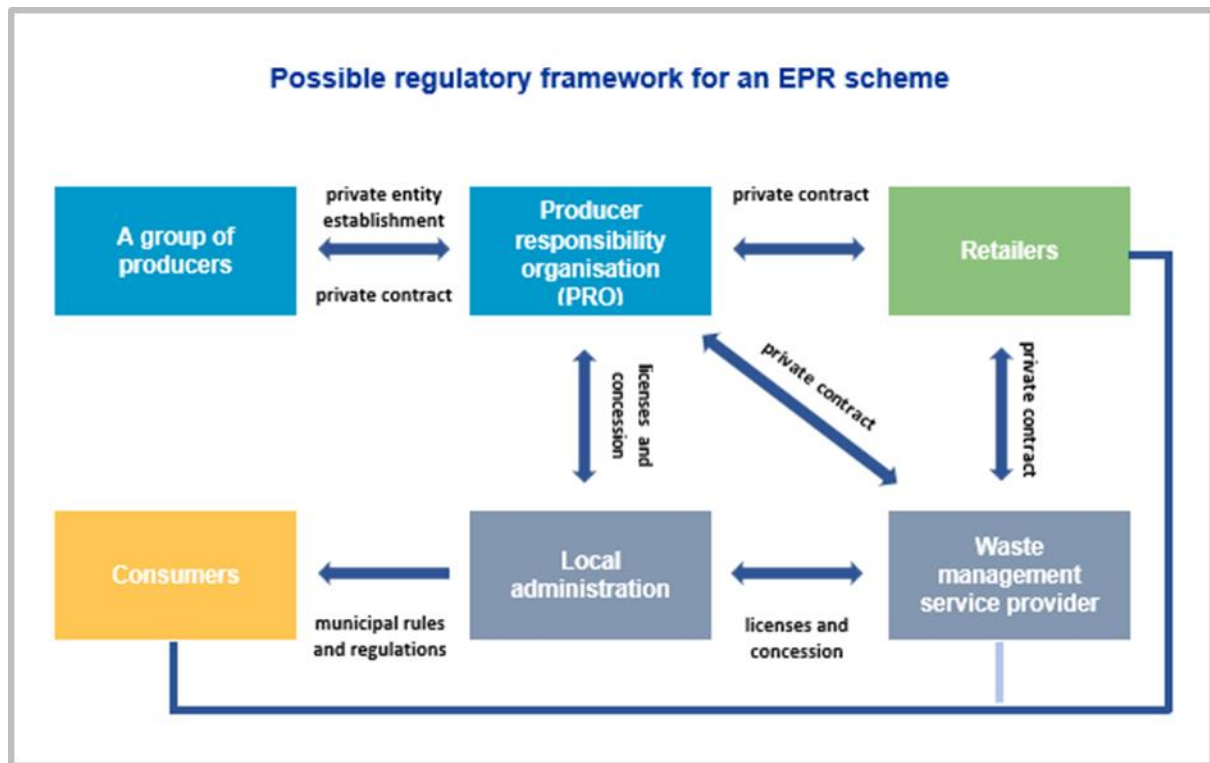 Possible regulatory framework for an EPR scheme
A group of
producers
private entity
establishment
private contract
Producer
responsibility
organisation
(PRO)
private contract
Retailers
licenses and
concession
private contract
private contract
Consumers
municipal rules
and regulations
Local
administration
licenses and
concession
Waste
management
service provider